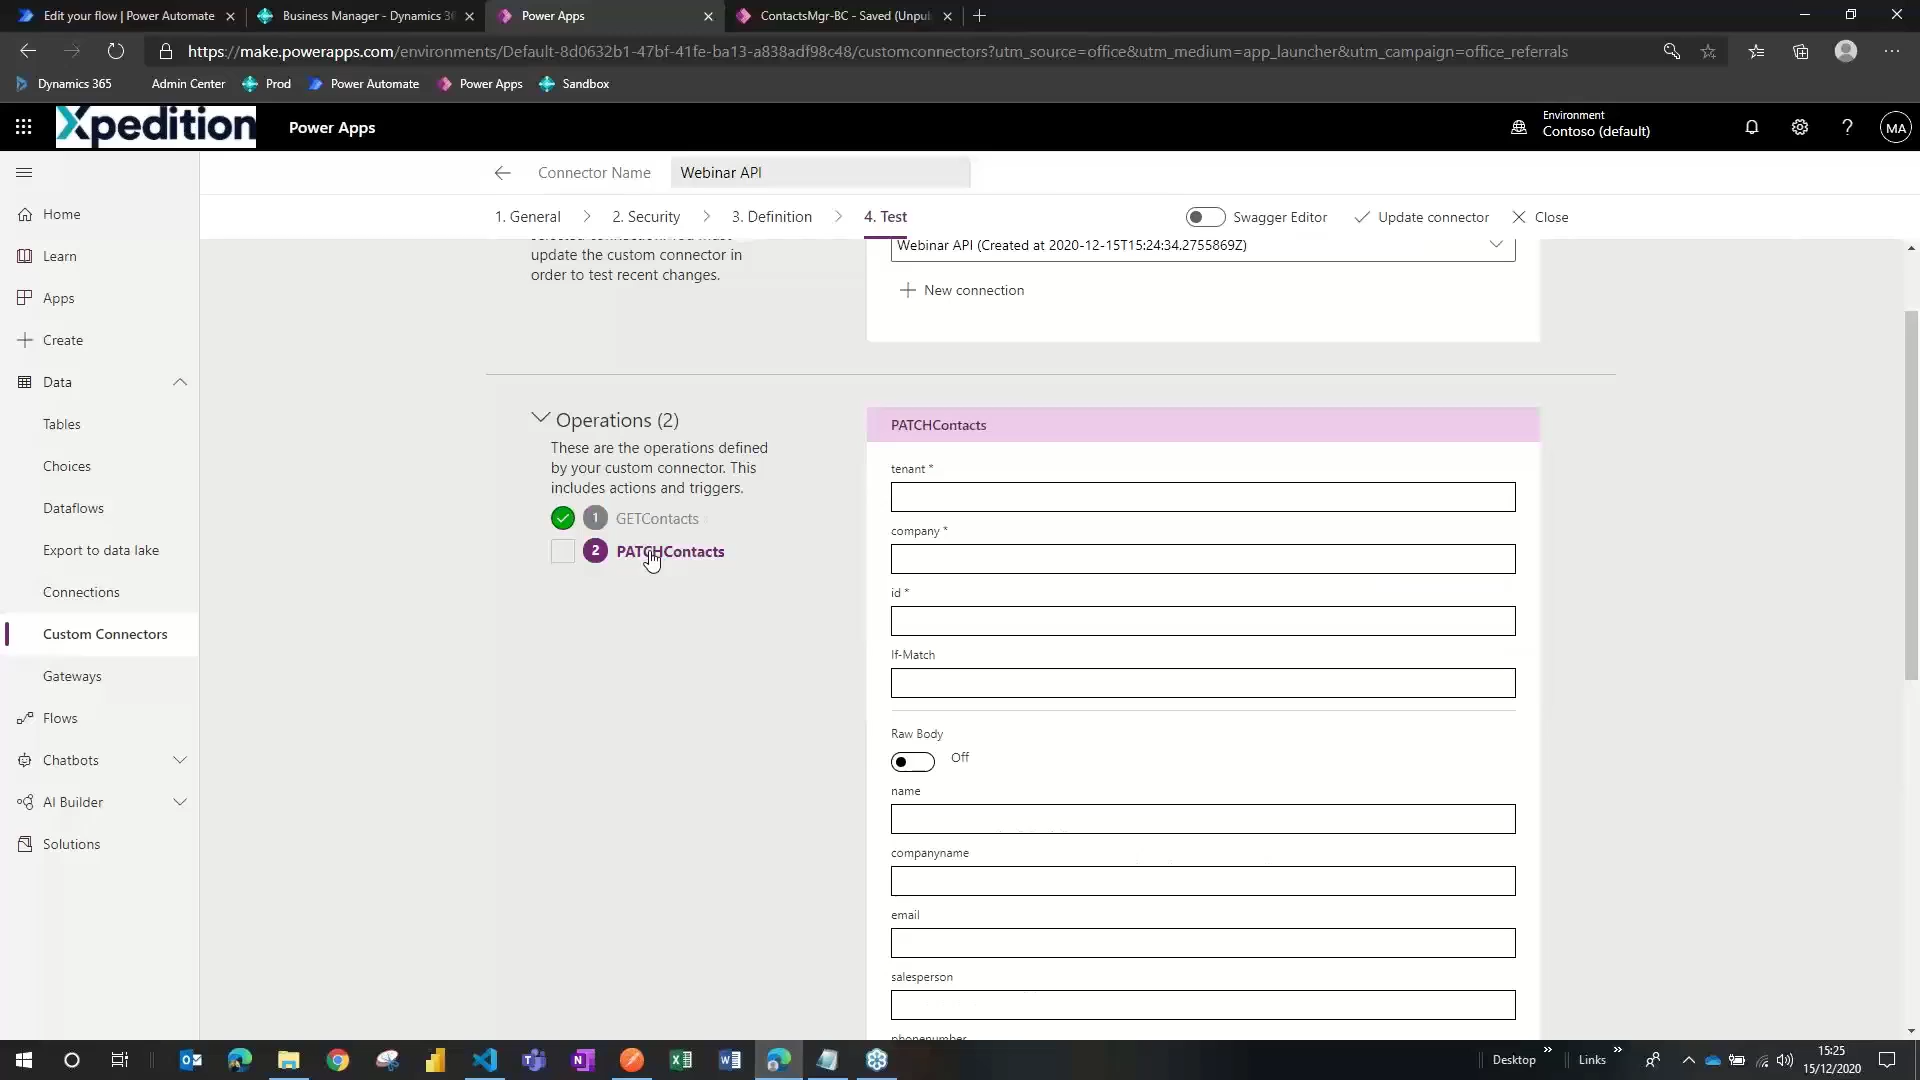 Edit your flow | Power Automate
Business Manager - Dynamics 36
Power Apps
ContactsMgr-BC - Saved (Unpu
https://make.powerapps.com/environments/Default-8d0632b1-47bf-41fe-ba13-a838adf98c48/customconnectors?utm_source=office&utm_medium=app_launcher&utm_campaign=office_referrals
Dynamics 365
Admin Center
Prod
Power Automate
Power Apps
Sandbox
Xpedition
Power Apps
Environment
Contoso (default)
?
MA
Connector Name
Webinar API
1. General
2. Security
3. Definition
4. Test
Swagger Editor
Update connector
Close
Home
Learn
Apps
Create
Data
Tables
Choices
Dataflows
Export to data lake
Connections
Custom Connectors
Gateways
Flows
Chatbots
AI Builder
Solutions
update the custom connector in
order to test recent changes.
Webinar API (Created at 2020-12-15T15:24:34.2755869Z)
New connection
Operations (2)
These are the operations defined
by your custom connector. This
includes actions and triggers.
1 GETContacts
2 PATCHContacts
PATCHContacts
tenant *
company *
id *
If-Match
Raw Body
Off
name
companyname
email
salesperson
phonenumber
Desktop
Links
15:25
15/12/2020